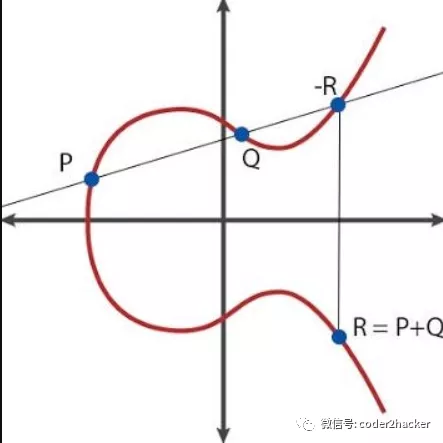 -R
P
Q
R = P+Q
微信号: coder2hacker